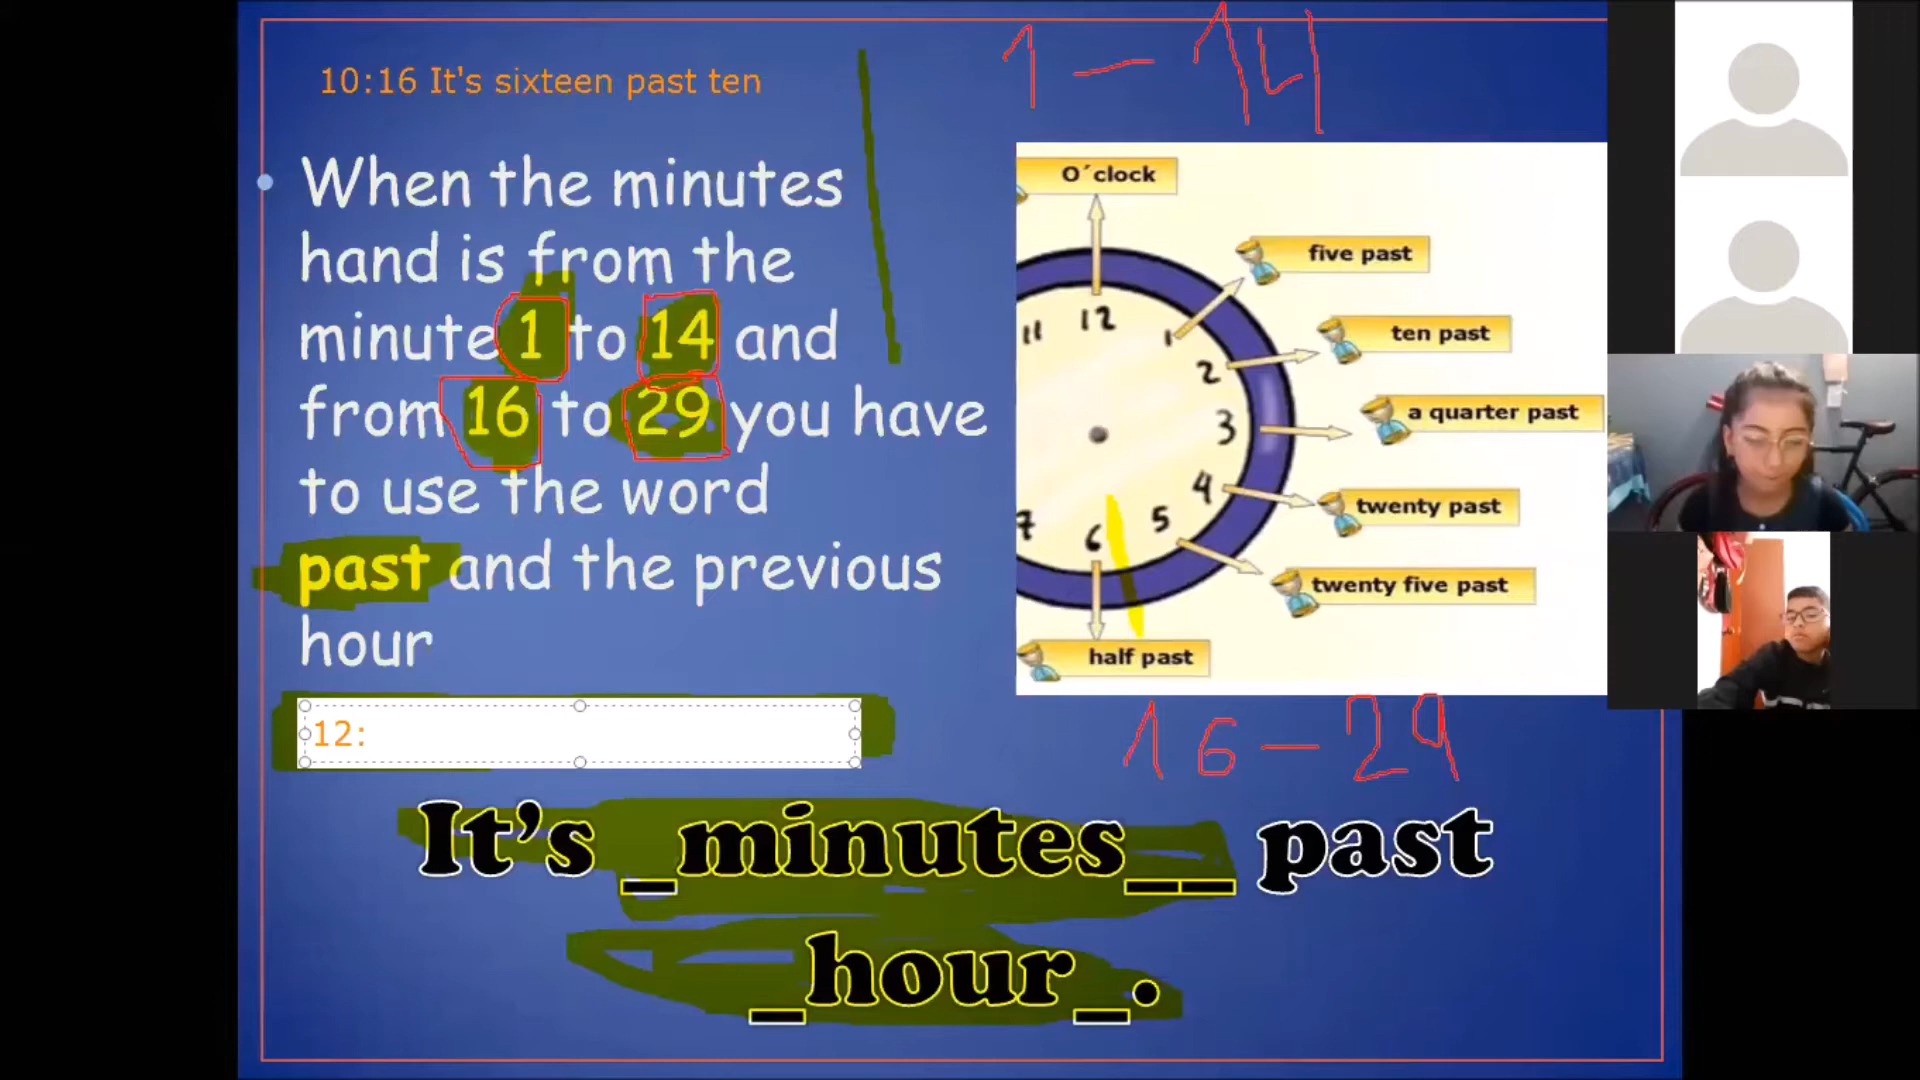 1 - 14
10:16 It's sixteen past ten
When the minutes
hand is from the
minute 1 to 14 and
from 16 to 29 you have
to use the word
past and the previous
hour
12:
It's _minutes__ past
_hour_.
O´clock
five past
ten past
a quarter past
twenty past
twenty five past
half past
11
12
1
2
3
4
5
6
7
16 - 29